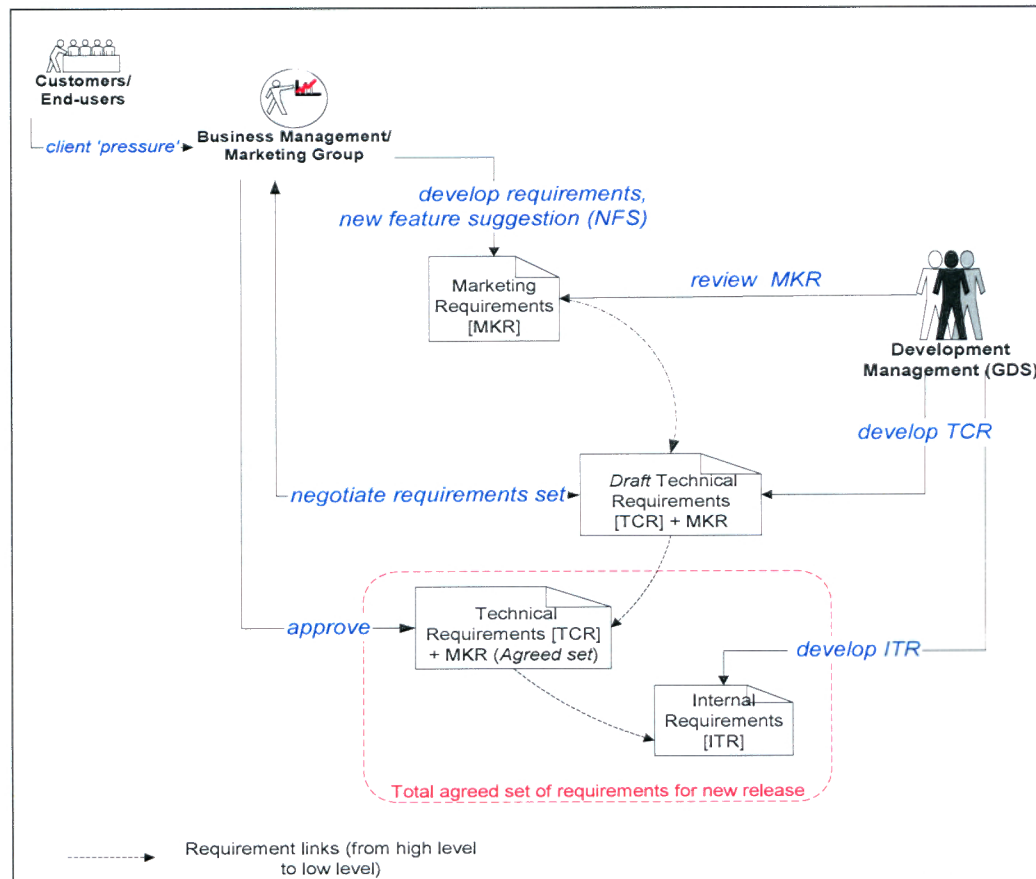 Customers/
End-users
client 'pressure'
Business Management/
Marketing Group
develop requirements,
new feature suggestion (NFS)
Marketing
Requirements
[MKR]
review MKR
Development
Management (GDS)
develop TCR
Draft Technical
Requirements
[TCR] + MKR
negotiate requirements set
Technical
Requirements [TCR]
+ MKR (Agreed set)
approve
develop ITR
Internal
Requirements
[ITR]
Total agreed set of requirements for new release
Requirement links (from high level
to low level)